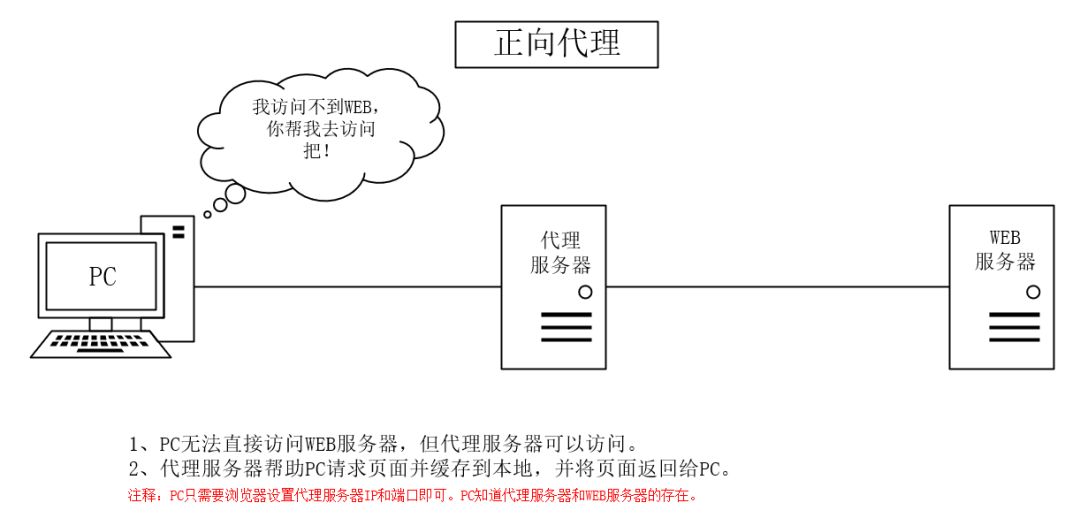 正向代理
我访问不到WEB，
你帮我去访问
把！
PC
代理
服务器
WEB
服务器
1、PC无法直接访问WEB服务器，但代理服务器可以访问。
2、代理服务器帮助PC请求页面并缓存到本地，并将页面返回给PC。
注释：PC只需要浏览器设置代理服务器IP和端口即可。PC知道代理服务器和WEB服务器的存在。